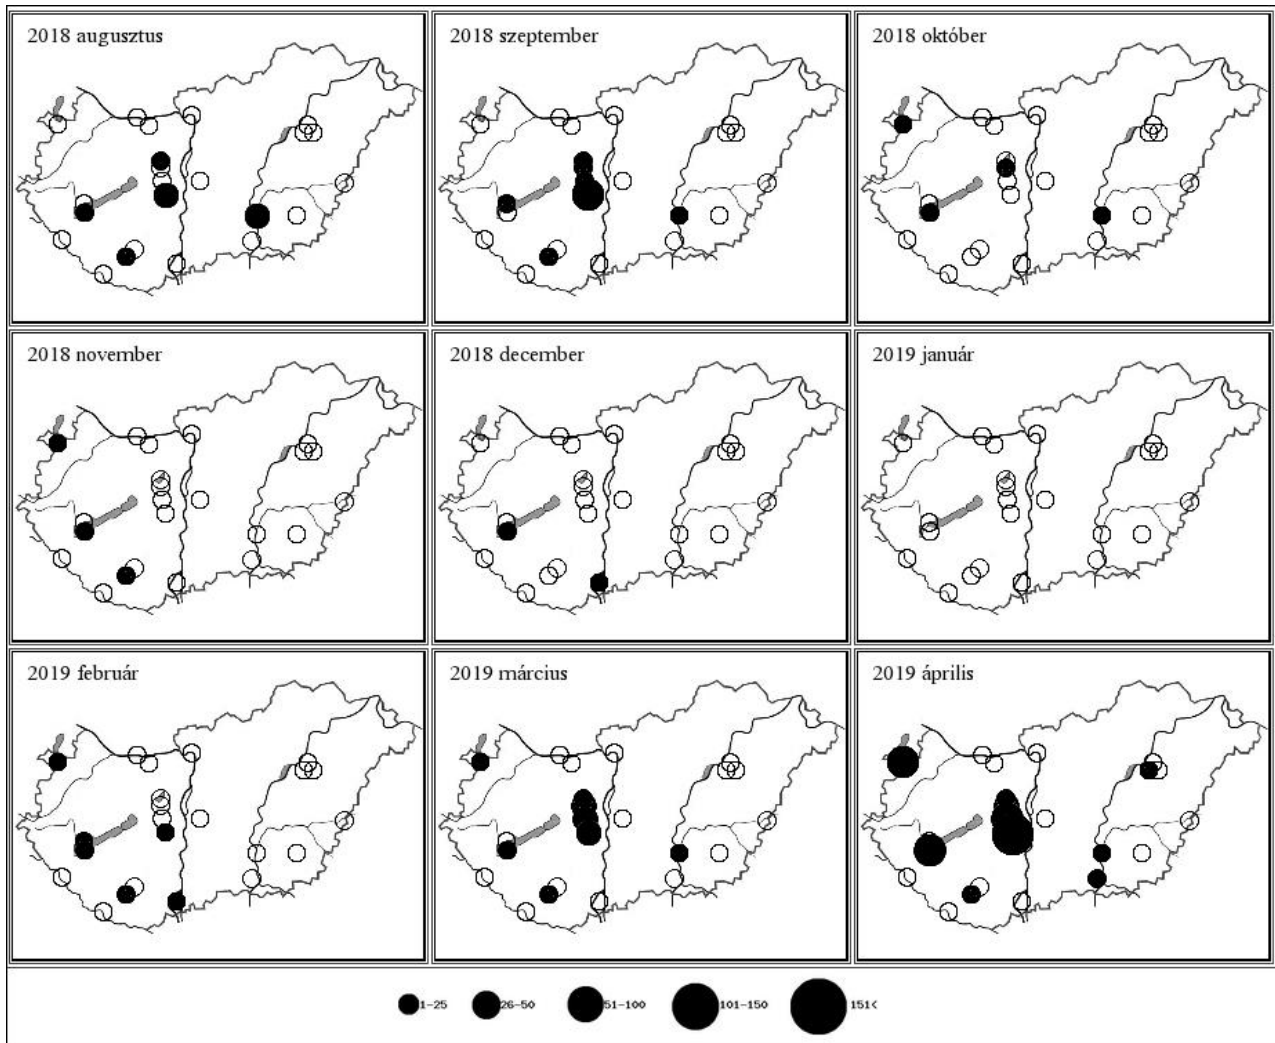 2018 augusztus
2018 szeptember
2018 október
2018 november
2018 december
2019 január
2019 február
2019 március
2019 április
1-25 26-50 51-100 101-150 151<